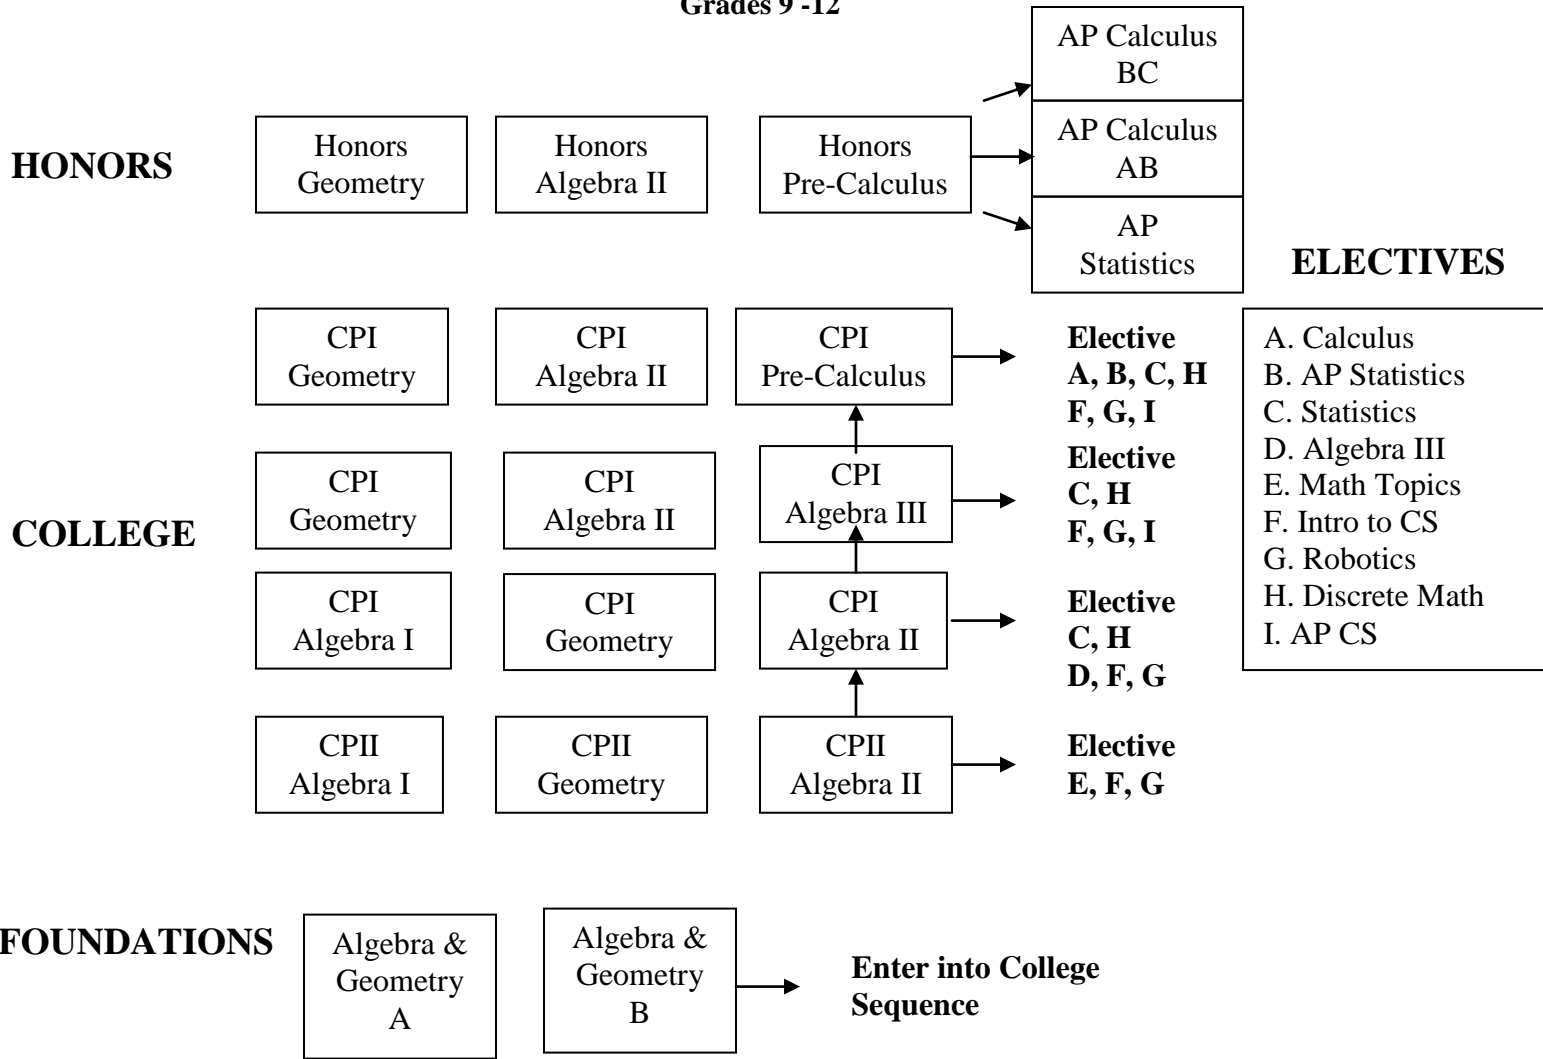 Grades 9 -12
AP Calculus
BC
HONORS
Honors
Geometry
Honors
Algebra II
Honors
Pre-Calculus
AP Calculus
AB
AP
Statistics
ELECTIVES
CPI
Geometry
CPI
Algebra II
CPI
Pre-Calculus
Elective
A, B, C, H
F, G, I
A. Calculus
B. AP Statistics
C. Statistics
D. Algebra III
E. Math Topics
F. Intro to CS
G. Robotics
H. Discrete Math
I. AP CS
COLLEGE
CPI
Geometry
CPI
Algebra II
CPI
Algebra III
Elective
C, H
F, G, I
CPI
Algebra I
CPI
Geometry
CPI
Algebra II
Elective
C, H
D, F, G
CPII
Algebra I
CPII
Geometry
CPII
Algebra II
Elective
E, F, G
FOUNDATIONS
Algebra &
Geometry
A
Algebra &
Geometry
B
Enter into College
Sequence